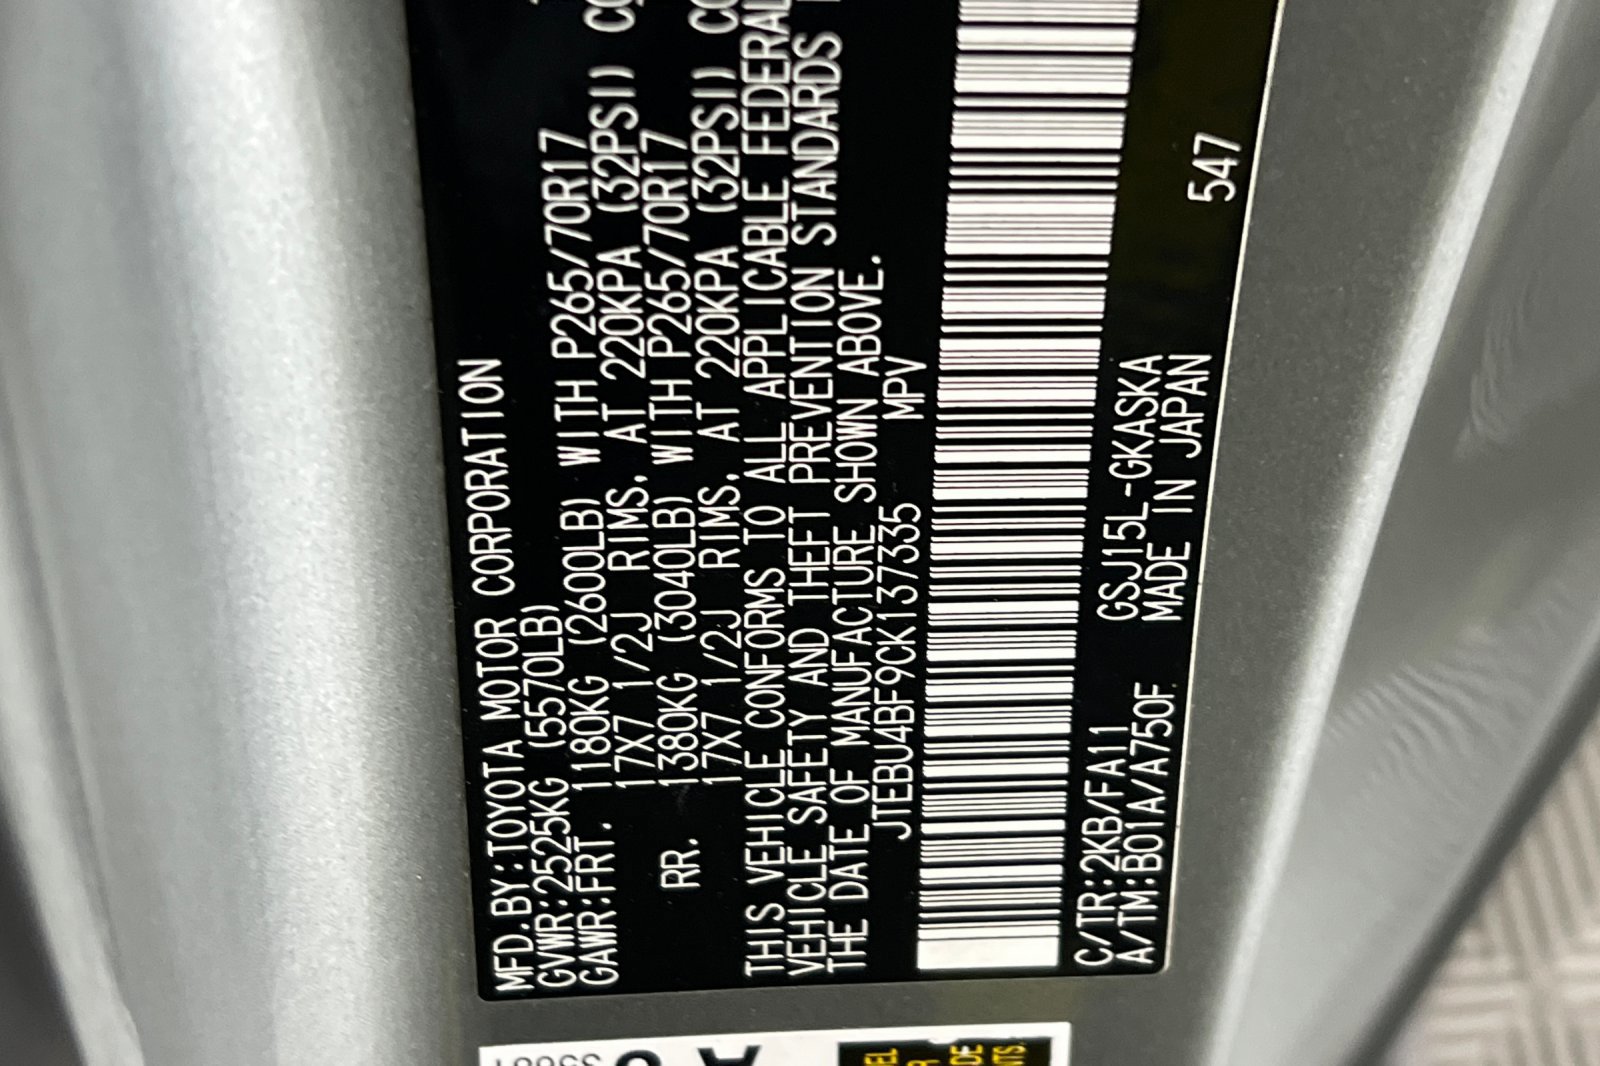 MFD.BY:TOYOTA MOTOR CORPORATION
GVWR:2525KG (5570LB)
GAWR:FRT. 1180KG (2600LB) WITH P265/70R17
17X7 1/2J RIMS, AT 220KPA (32PSI)
RR. 1380KG (3040LB) WITH P265/70R17
17X7 1/2J RIMS, AT 220KPA (32PSI)
THIS VEHICLE CONFORMS TO ALL APPLICABLE FEDERAL
VEHICLE SAFETY AND THEFT PREVENTION STANDARDS
THE DATE OF MANUFACTURE SHOWN ABOVE.
JTEBU4BF9CK137335 MPV
C/TR:2KB/FA11 GSJ15L-GKASKA 547
A/TM:B01A/A750F MADE IN JAPAN